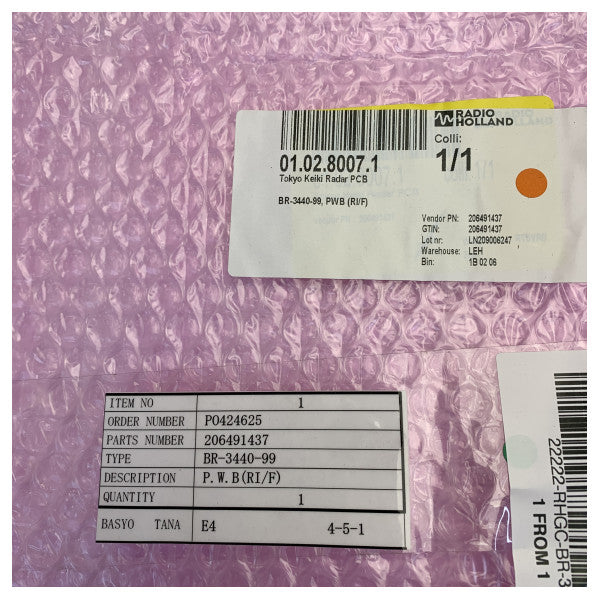 RADIO
HOLLAND
Colli:
1/1
01.02.8007.1
Tokyo Keiki Radar PCB
BR-3440-99, PWB (RI/F)
Vendor PN: 206491437
GTIN: 206491437
Lot nr: LN209006247
Warehouse: LEH
Bin: 1B 02 06
ITEM NO 1
ORDER NUMBER PO424625
PARTS NUMBER 206491437
TYPE BR-3440-99
DESCRIPTION P.W.B(RI/F)
QUANTITY 1
BASYO TANA E4 4-5-1
22222-RHGC-BR-3
1 FROM 1